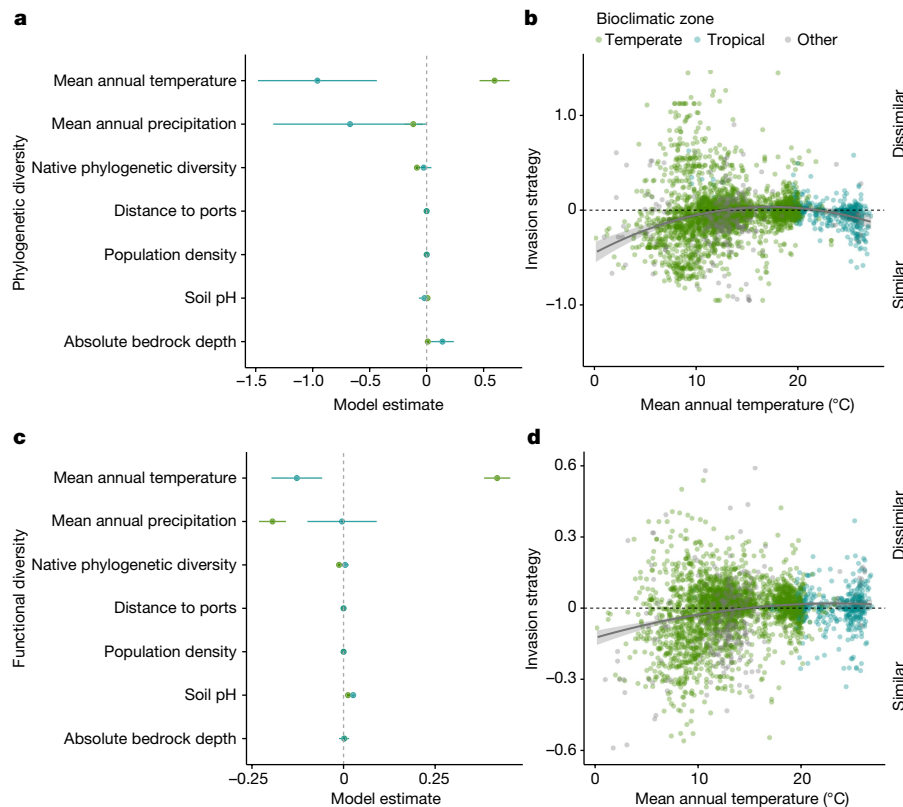 a
Phylogenetic diversity
Mean annual temperature
Mean annual precipitation
Native phylogenetic diversity
Distance to ports
Population density
Soil pH
Absolute bedrock depth
−1.5 −1.0 −0.5 0 0.5
Model estimate
b
Bioclimatic zone
Temperate Tropical Other
Invasion strategy
1.0
0
−1.0
Dissimilar
Similar
0 10 20
Mean annual temperature (°C)
c
Functional diversity
Mean annual temperature
Mean annual precipitation
Native phylogenetic diversity
Distance to ports
Population density
Soil pH
Absolute bedrock depth
−0.25 0 0.25
Model estimate
d
Invasion strategy
0.6
0.3
0
−0.3
−0.6
Dissimilar
Similar
0 10 20
Mean annual temperature (°C)